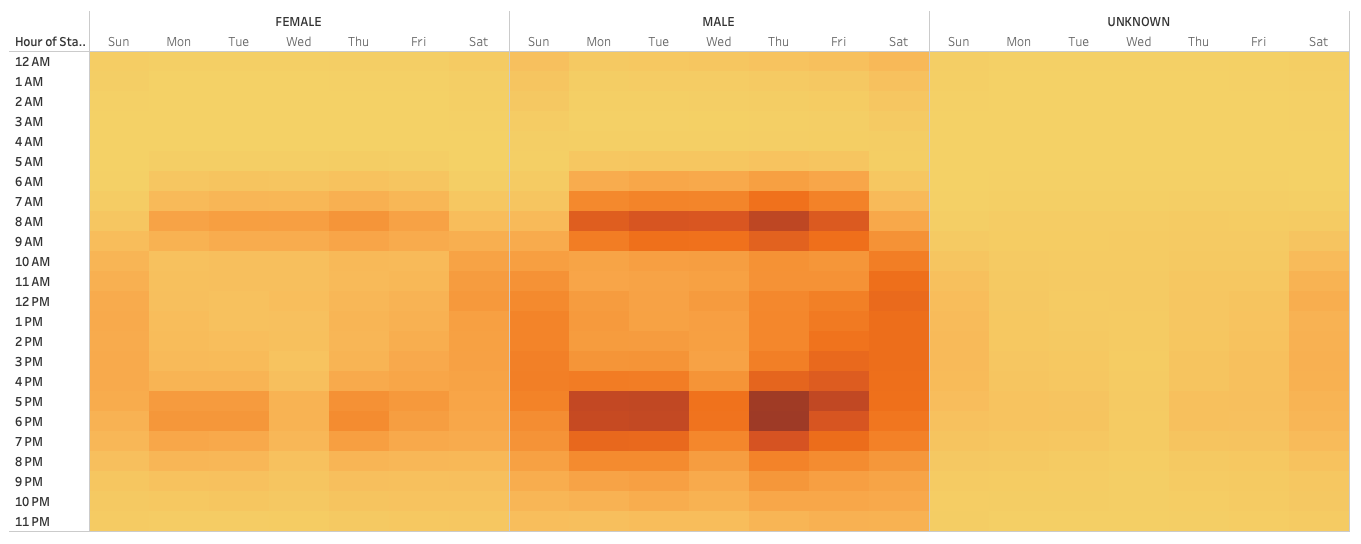 FEMALE MALE UNKNOWN
Hour of Sta.. Sun Mon Tue Wed Thu Fri Sat Sun Mon Tue Wed Thu Fri Sat Sun Mon Tue Wed Thu Fri Sat
12 AM
1 AM
2 AM
3 AM
4 AM
5 AM
6 AM
7 AM
8 AM
9 AM
10 AM
11 AM
12 PM
1 PM
2 PM
3 PM
4 PM
5 PM
6 PM
7 PM
8 PM
9 PM
10 PM
11 PM